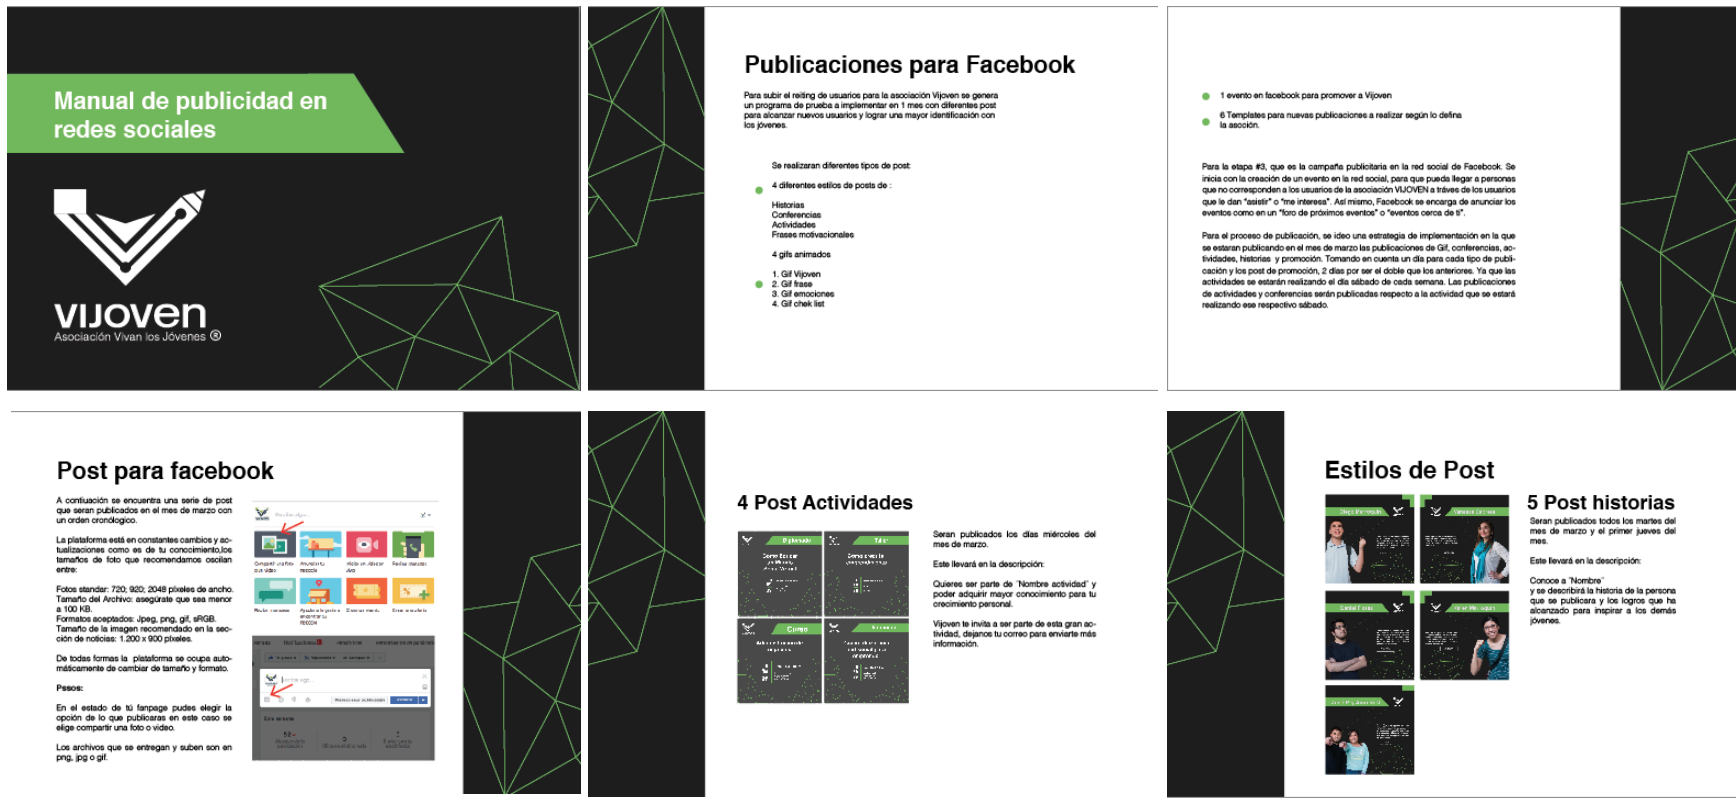 Manual de publicidad en
redes sociales
VIJOVEN
Asociación Vivan los Jóvenes ®
Publicaciones para Facebook
Para subir el reiting de usuarios para la asociación Vijoven se genera
un programa de prueba a implementar en 1 mes con diferentes post
para alcanzar nuevos usuarios y lograr una mayor identificación con
los jóvenes.
Se realizaran diferentes tipos de post:
4 diferentes estilos de posts de :
Historias
Conferencias
Actividades
Frases motivacionales
4 gifs animados
1. Gif Vijoven
2. Gif frase
3. Gif emociones
4. Gif chek list
1 evento en facebook para promover a Vijoven
6 Templates para nuevas publicaciones a realizar según lo defina
la asoción.
Para la etapa #3, que es la campaña publicitaria en la red social de Facebook. Se
inicia con la creación de un evento en la red social, para que pueda llegar a personas
que no corresponden a los usuarios de la asociación VIJOVEN a tráves de los usuarios
que le dan "asistir" o "me interesa". Así mismo, Facebook se encarga de anunciar los
eventos como en un "foro de próximos eventos" o "eventos cerca de ti".
Para el proceso de publicación, se ideo una estrategia de implementación en la que
se estaran publicando en el mes de marzo las publicaciones de Gif, conferencias, ac-
tividades, historias y promoción. Tomando en cuenta un día para cada tipo de publi-
cación y los post de promoción, 2 días por ser el doble que los anteriores. Ya que las
actividades se estarán realizando el día sábado de cada semana. Las publicaciones
de actividades y conferencias serán publicadas respecto a la actividad que se estará
realizando ese respectivo sábado.
Post para facebook
A contiuación se encuentra una serie de post
que seran publicados en el mes de marzo con
un orden cronólogico.
La plataforma está en constantes cambios y ac-
tualizaciones como es de tu conocimiento,los
tamaños de foto que recomendamos oscilan
entre:
Fotos standar: 720; 920; 2048 píxeles de ancho.
Tamaño del Archivo: asegúrate que sea menor
a 100 KB.
Formatos aceptados: Jpeg, png, gif, sRGB.
Tamaño de la imagen recomendado en la sec-
ción de noticias: 1.200 x 900 píxeles.
De todas formas la plataforma se ocupa auto-
máticamente de cambiar de tamaño y formato.
Pssos:
En el estado de tú fanpage pudes elegir la
opción de lo que publicaras en este caso se
elige compartir una foto o video.
Los archivos que se entregan y suben son en
png, jpg o gif.
4 Post Actividades
Diplomado
Taller
Curso
Seran publicados los días miércoles del
mes de marzo.
Este llevará en la descripción:
Quieres ser parte de ¨Nombre actividad¨ y
poder adquirir mayor conocimiento para tu
crecimiento personal.
Vijoven te invita a ser parte de esta gran ac-
tividad, dejanos tu correo para enviarte más
información.
Estilos de Post
5 Post historias
Seran publicados todos los martes del
mes de marzo y el primer jueves del
mes.
Este llevará en la descripción:
Conoce a ¨Nombre¨
y se describirá la historia de la persona
que se publicara y los logros que ha
alcanzado para inspirar a los demás
jóvenes.